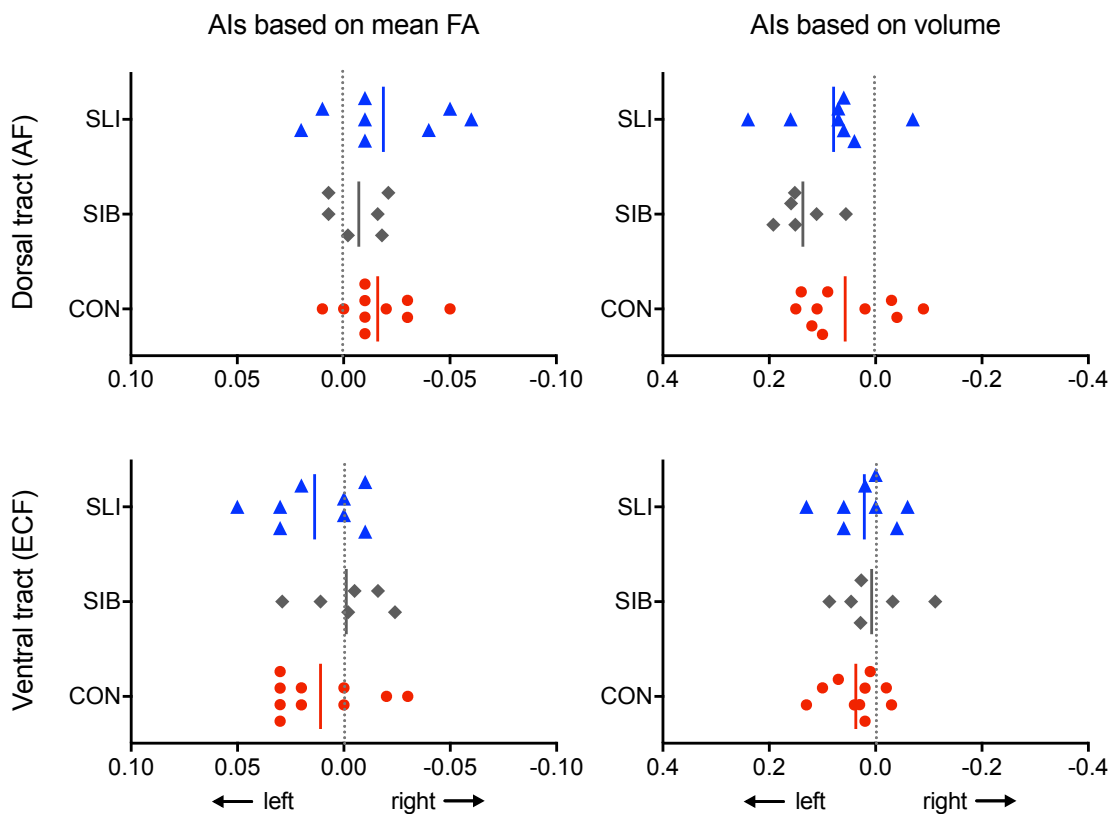 AIs based on mean FA
AIs based on volume
Dorsal tract (AF)
SLI
SIB
CON
0.10 0.05 0.00 -0.05 -0.10
SLI
SIB
CON
0.4 0.2 0.0 -0.2 -0.4
Ventral tract (ECF)
SLI
SIB
CON
0.10 0.05 0.00 -0.05 -0.10
left right
SLI
SIB
CON
0.4 0.2 0.0 -0.2 -0.4
left right